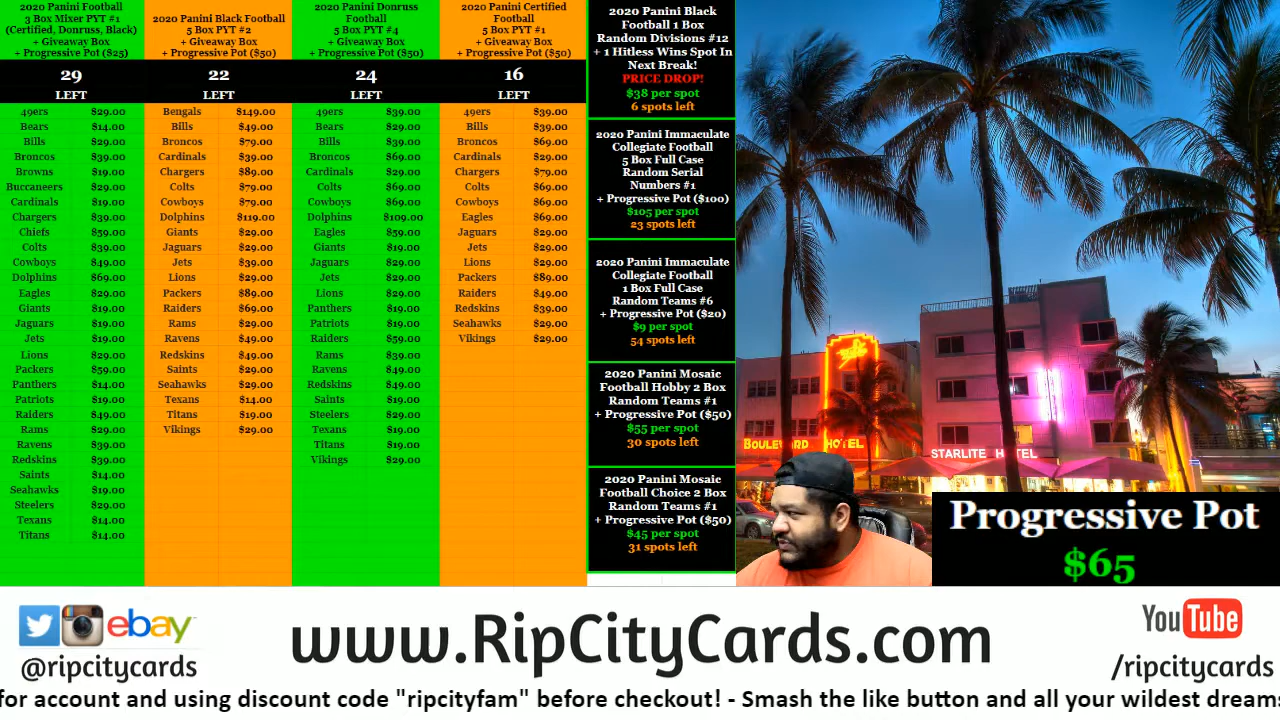 2020 Panini Football
3 Box Mixer PYT #1
(Certified, Donruss, Black)
+ Giveaway Box
+ Progressive Pot ($25)
29
LEFT
49ers $29.00
Bears $14.00
Bills $29.00
Broncos $39.00
Browns $19.00
Buccaneers $29.00
Cardinals $19.00
Chargers $39.00
Chiefs $59.00
Colts $39.00
Cowboys $49.00
Dolphins $69.00
Eagles $29.00
Giants $19.00
Jaguars $19.00
Jets $19.00
Lions $29.00
Packers $59.00
Panthers $14.00
Patriots $19.00
Raiders $49.00
Rams $29.00
Ravens $39.00
Redskins $39.00
Saints $14.00
Seahawks $19.00
Steelers $29.00
Texans $14.00
Titans $14.00
2020 Panini Black Football
5 Box PYT #2
+ Giveaway Box
+ Progressive Pot ($50)
22
LEFT
Bengals $149.00
Bills $49.00
Broncos $79.00
Cardinals $39.00
Chargers $89.00
Colts $79.00
Cowboys $79.00
Dolphins $119.00
Giants $29.00
Jaguars $29.00
Jets $39.00
Lions $29.00
Packers $89.00
Raiders $69.00
Rams $29.00
Ravens $49.00
Redskins $49.00
Saints $29.00
Seahawks $29.00
Texans $14.00
Titans $19.00
Vikings $29.00
2020 Panini Donruss
Football
5 Box PYT #4
+ Giveaway Box
+ Progressive Pot ($50)
24
LEFT
49ers $39.00
Bears $29.00
Bills $39.00
Broncos $69.00
Cardinals $29.00
Colts $69.00
Cowboys $69.00
Dolphins $109.00
Eagles $59.00
Giants $19.00
Jaguars $29.00
Jets $29.00
Lions $29.00
Panthers $19.00
Patriots $19.00
Raiders $59.00
Rams $39.00
Ravens $49.00
Redskins $49.00
Saints $19.00
Steelers $29.00
Texans $19.00
Titans $19.00
Vikings $29.00
2020 Panini Certified
Football
5 Box PYT #1
+ Giveaway Box
+ Progressive Pot ($50)
16
LEFT
49ers $39.00
Bills $39.00
Broncos $69.00
Cardinals $29.00
Chargers $79.00
Colts $69.00
Cowboys $69.00
Eagles $69.00
Jaguars $29.00
Jets $29.00
Lions $29.00
Packers $89.00
Raiders $49.00
Redskins $39.00
Seahawks $29.00
Vikings $29.00
2020 Panini Black
Football 1 Box
Random Divisions #12
+ 1 Hitless Wins Spot In
Next Break!
PRICE DROP!
$38 per spot
6 spots left
2020 Panini Immaculate
Collegiate Football
5 Box Full Case
Random Serial
Numbers #1
+ Progressive Pot ($100)
$105 per spot
23 spots left
2020 Panini Immaculate
Collegiate Football
1 Box Full Case
Random Teams #6
+ Progressive Pot ($20)
$9 per spot
54 spots left
2020 Panini Mosaic
Football Hobby 2 Box
Random Teams #1
+ Progressive Pot ($50)
$55 per spot
30 spots left
2020 Panini Mosaic
Football Choice 2 Box
Random Teams #1
+ Progressive Pot ($50)
$45 per spot
31 spots left
BOULEVARD HOTEL
STARLITE HOTEL
Progressive Pot
$65
ebay
@ripcitycards
www.RipCityCards.com
YouTube
/ripcitycards
for account and using discount code "ripcityfam" before checkout! - Smash the like button and all your wildest dreams